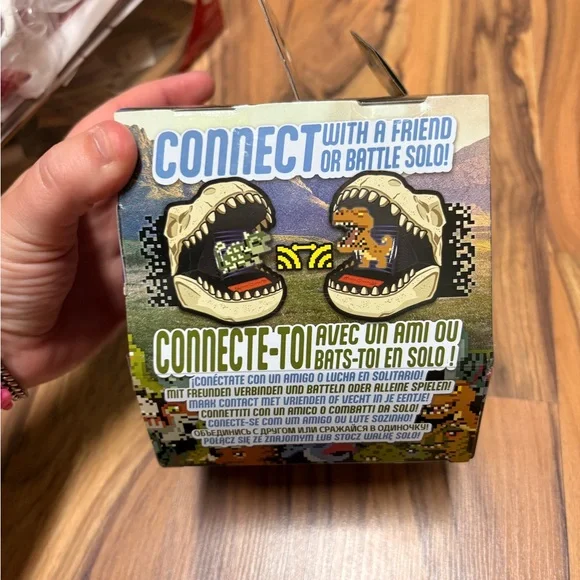 CONNECT WITH A FRIEND
OR BATTLE SOLO!
CONNECTE-TOI AVEC UN AMI OU
BATS-TOI EN SOLO !
¡CONÉCTATE CON UN AMIGO O LUCHA EN SOLITARIO!
MIT FREUNDEN VERBINDEN UND BATTELN ODER ALLEINE SPIELEN!
MAAK CONTACT MET VRIENDEN OF VECHT IN JE EENTJE!
CONNETTITI CON UN AMICO O COMBATTI DA SOLO!
CONECTE-SE COM UM AMIGO OU LUTE SOZINHO!
ОБЪЕДИНИСЬ С ДРУГОМ ИЛИ СРАЖАЙСЯ В ОДИНОЧКУ!
POŁĄCZ SIĘ ZE ZNAJOMYM LUB STOCZ WALKĘ SOLO!